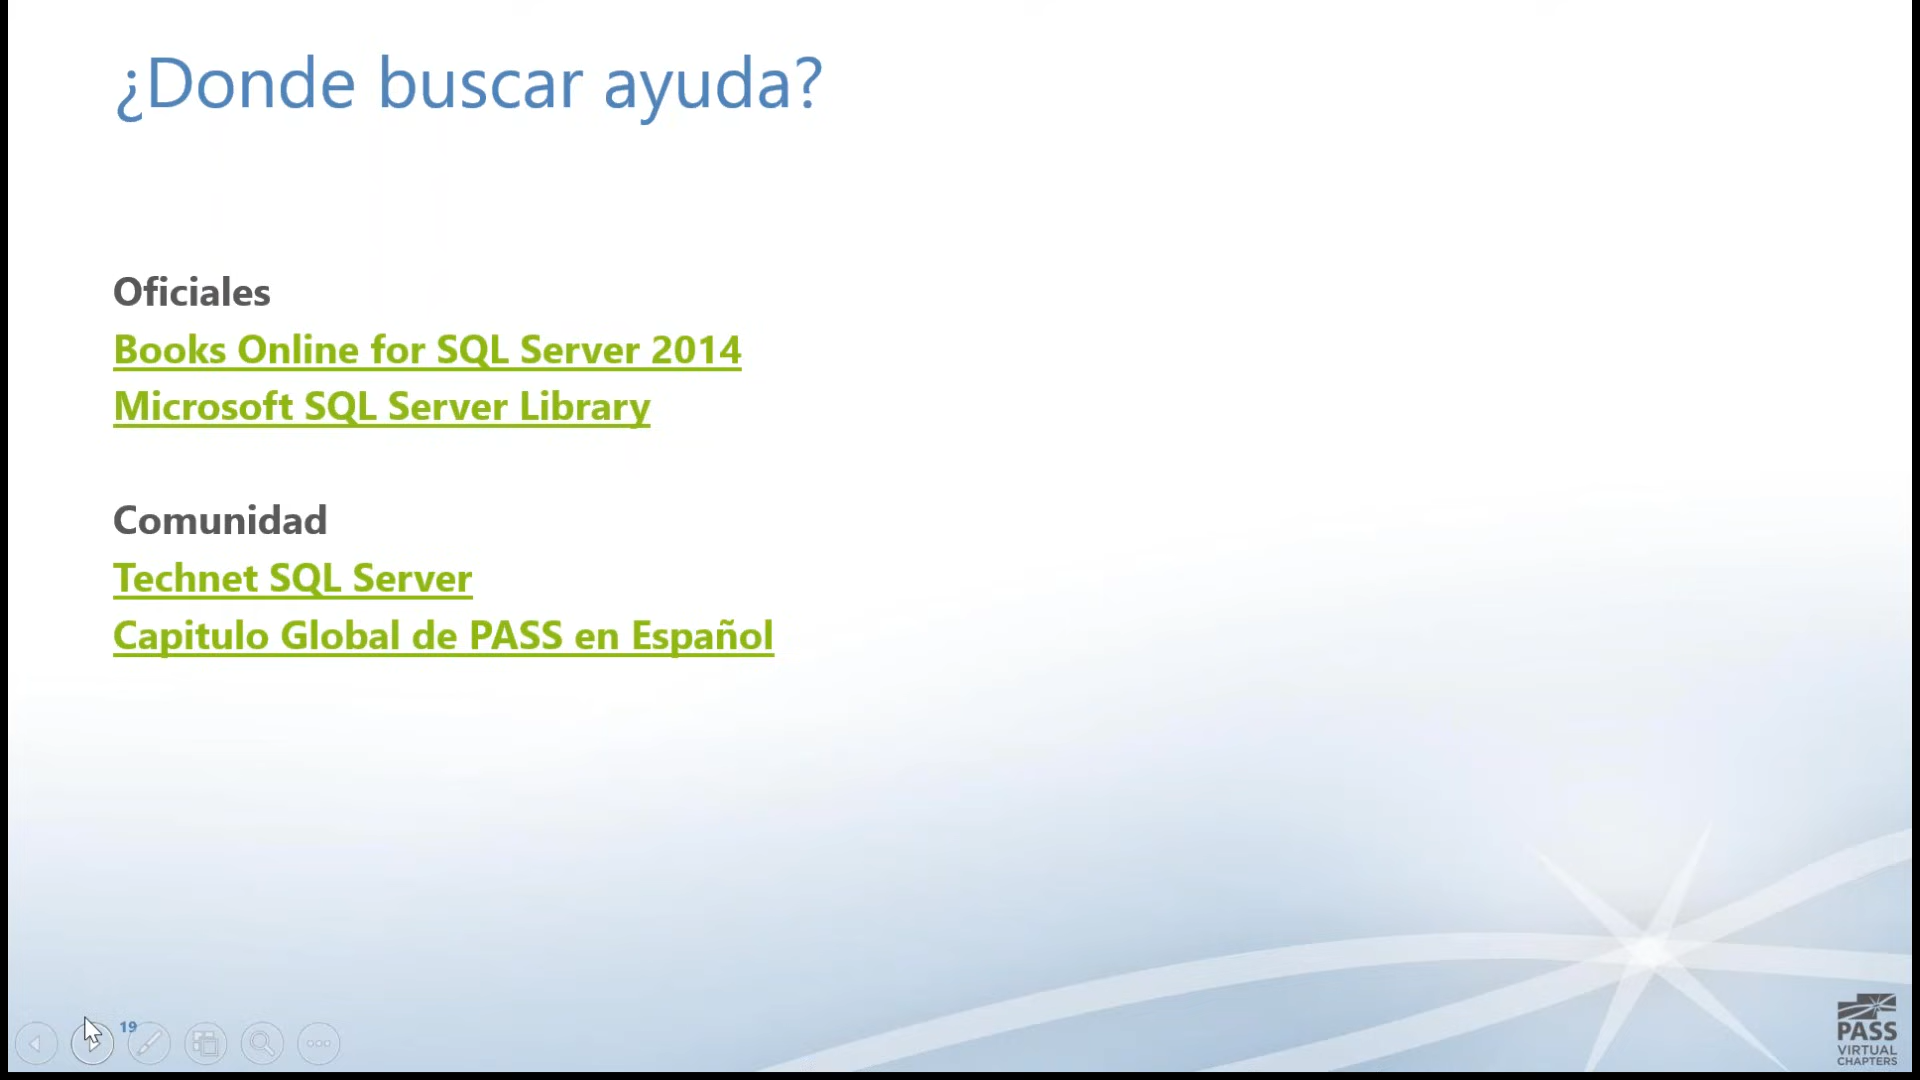 ¿Donde buscar ayuda?
Oficiales
Books Online for SQL Server 2014
Microsoft SQL Server Library
Comunidad
Technet SQL Server
Capitulo Global de PASS en Español
19
PASS
VIRTUAL
CHAPTERS